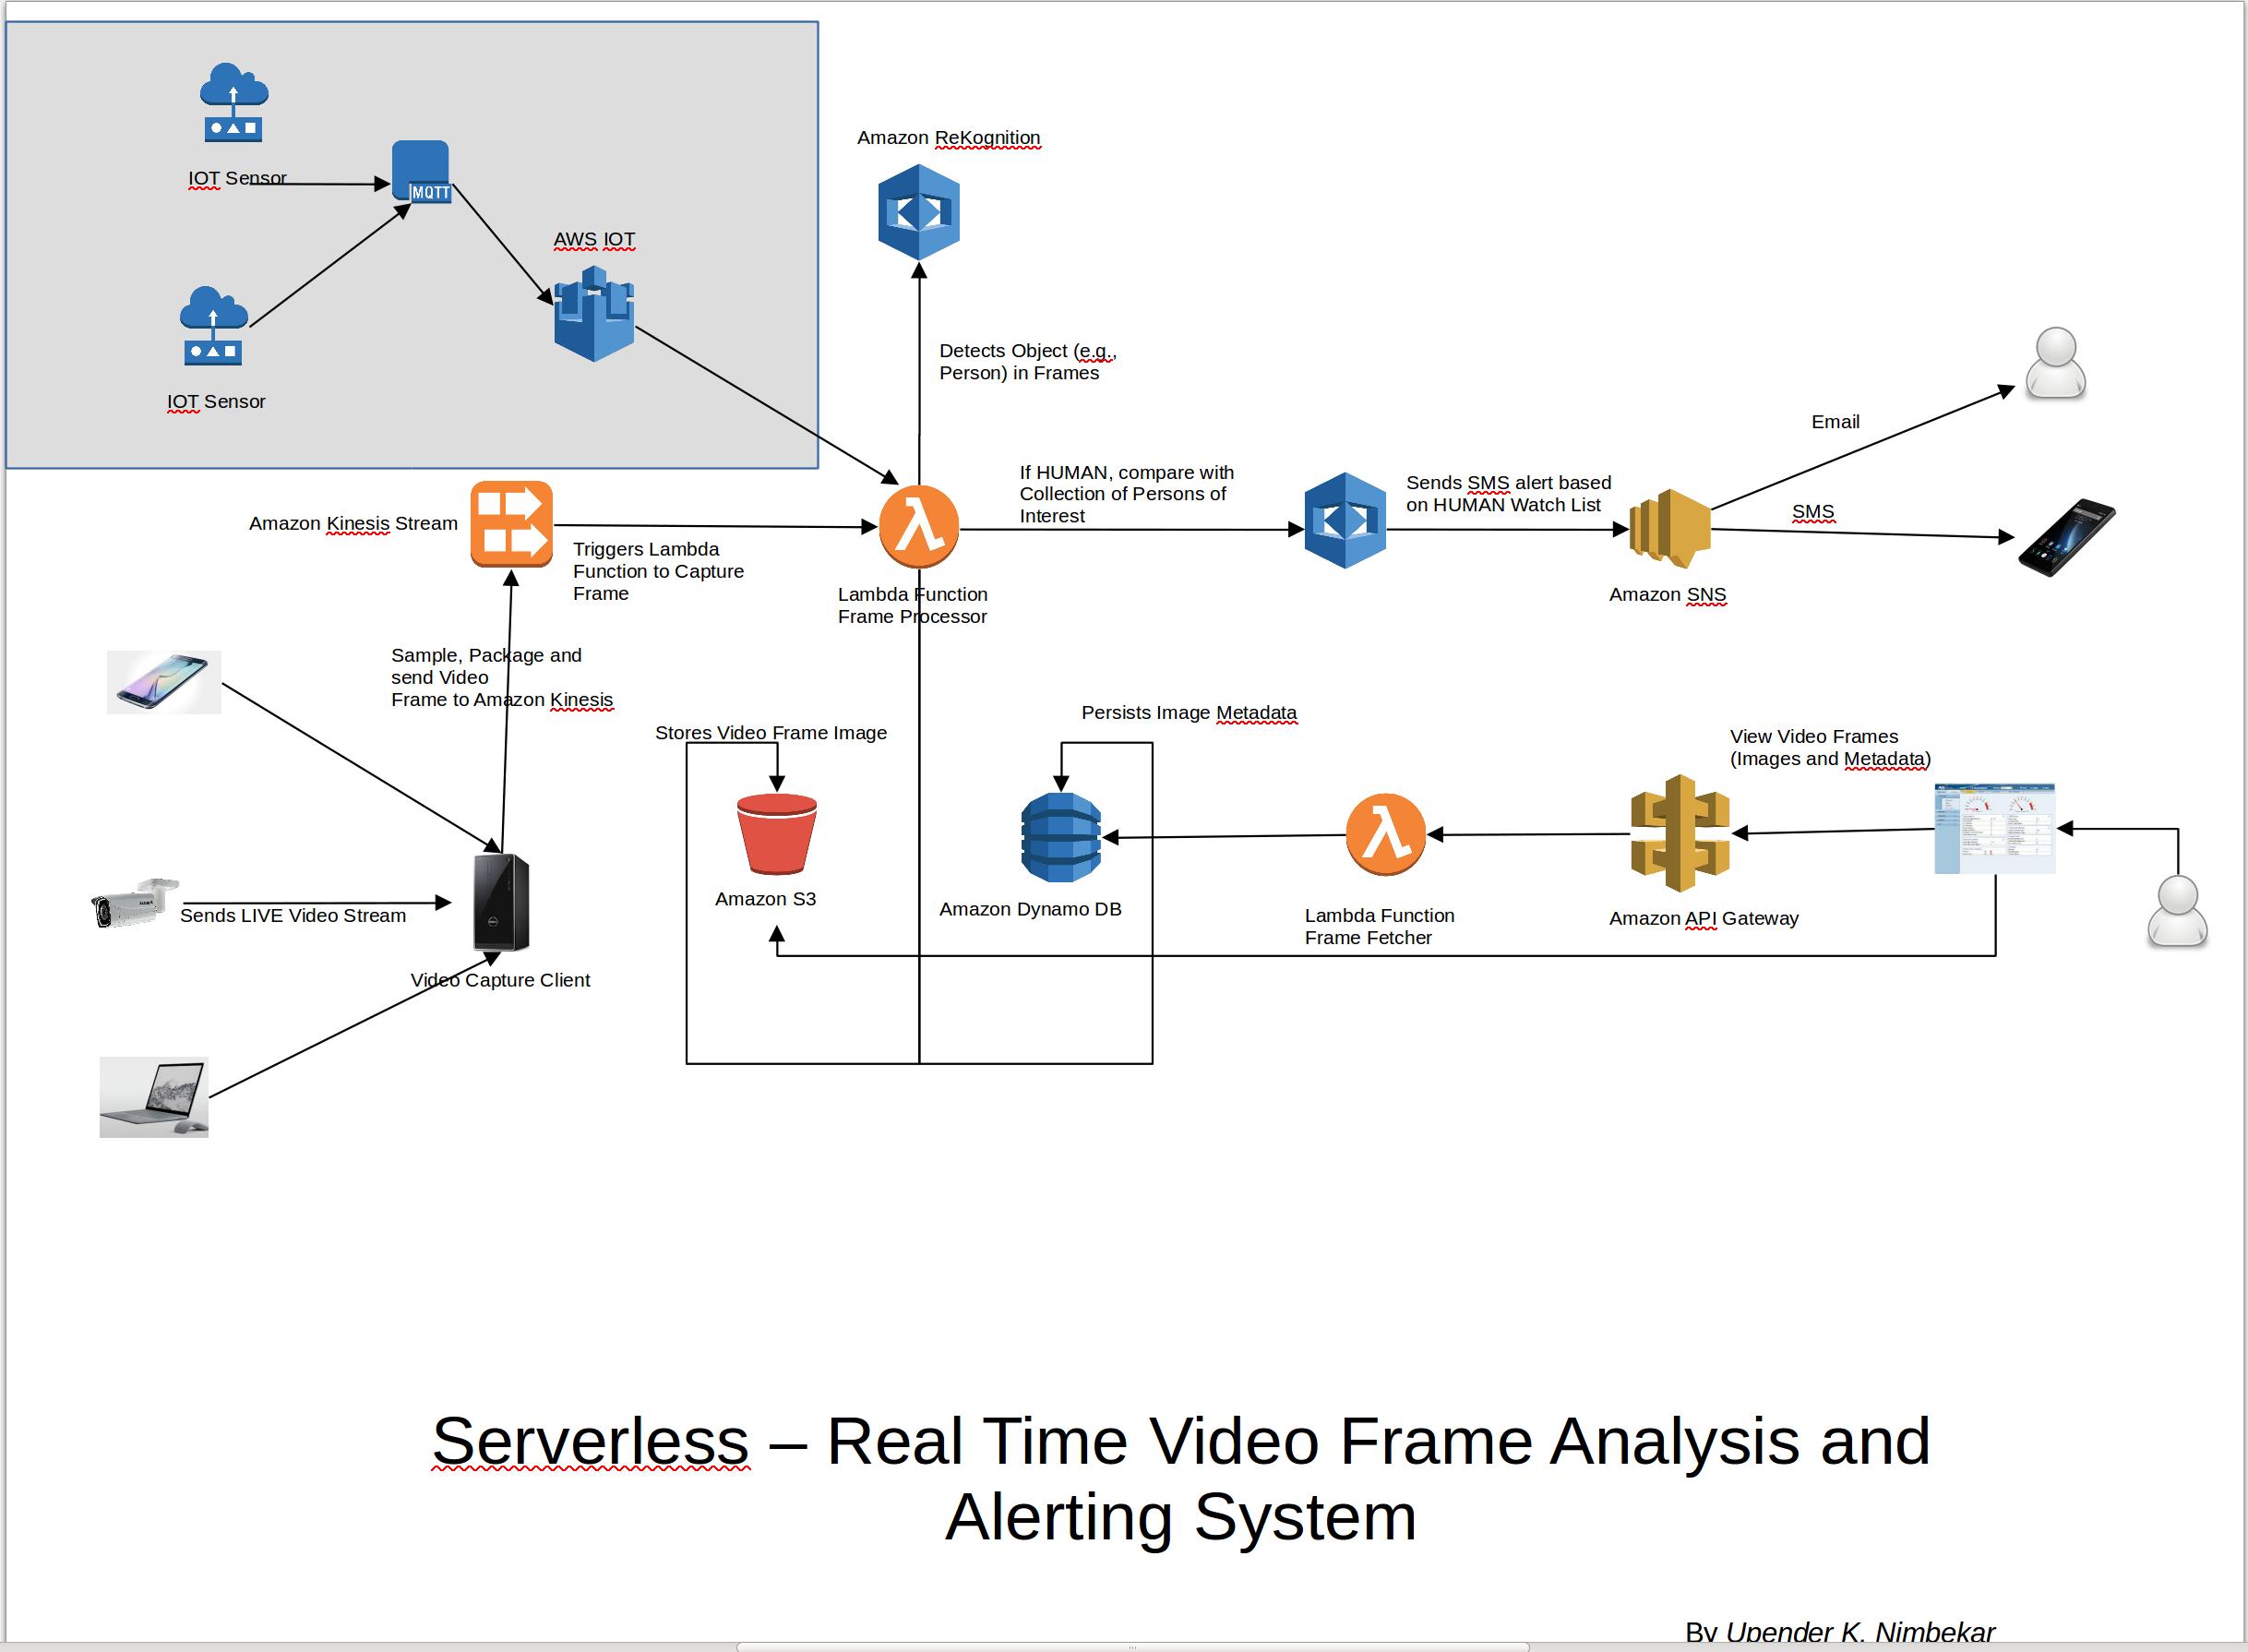 Amazon ReKognition
IOT Sensor
MQTT
AWS IOT
Detects Object (e.g.,
Person) in Frames
IOT Sensor
Email
If HUMAN, compare with
Collection of Persons of
Interest
Sends SMS alert based
on HUMAN Watch List
SMS
Amazon Kinesis Stream
Triggers Lambda
Function to Capture
Frame
Lambda Function
Frame Processor
Amazon SNS
Sample, Package and
send Video
Frame to Amazon Kinesis
Stores Video Frame Image
Persists Image Metadata
View Video Frames
(Images and Metadata)
Amazon S3
Amazon Dynamo DB
Lambda Function
Frame Fetcher
Amazon API Gateway
Sends LIVE Video Stream
Video Capture Client
Serverless – Real Time Video Frame Analysis and
Alerting System
By Upender K. Nimbekar